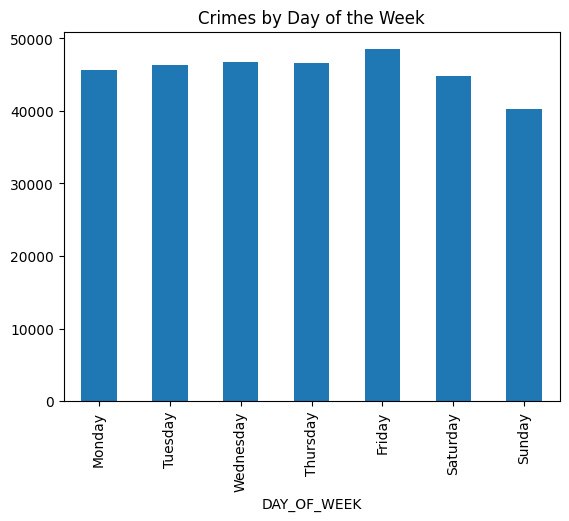 Crimes by Day of the Week
50000
40000
30000
20000
10000
0
Monday
Tuesday
Wednesday
Thursday
Friday
Saturday
Sunday
DAY_OF_WEEK